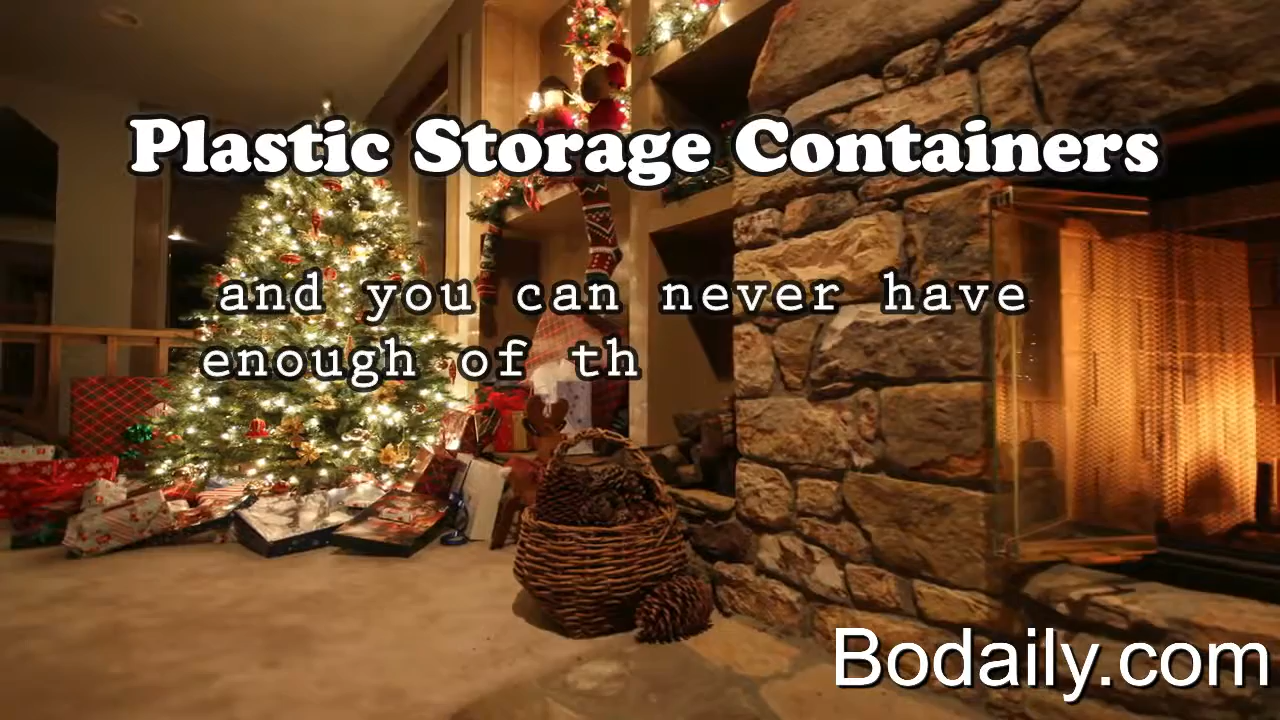 Plastic Storage Containers
and you can never have
enough of th
Bodaily.com